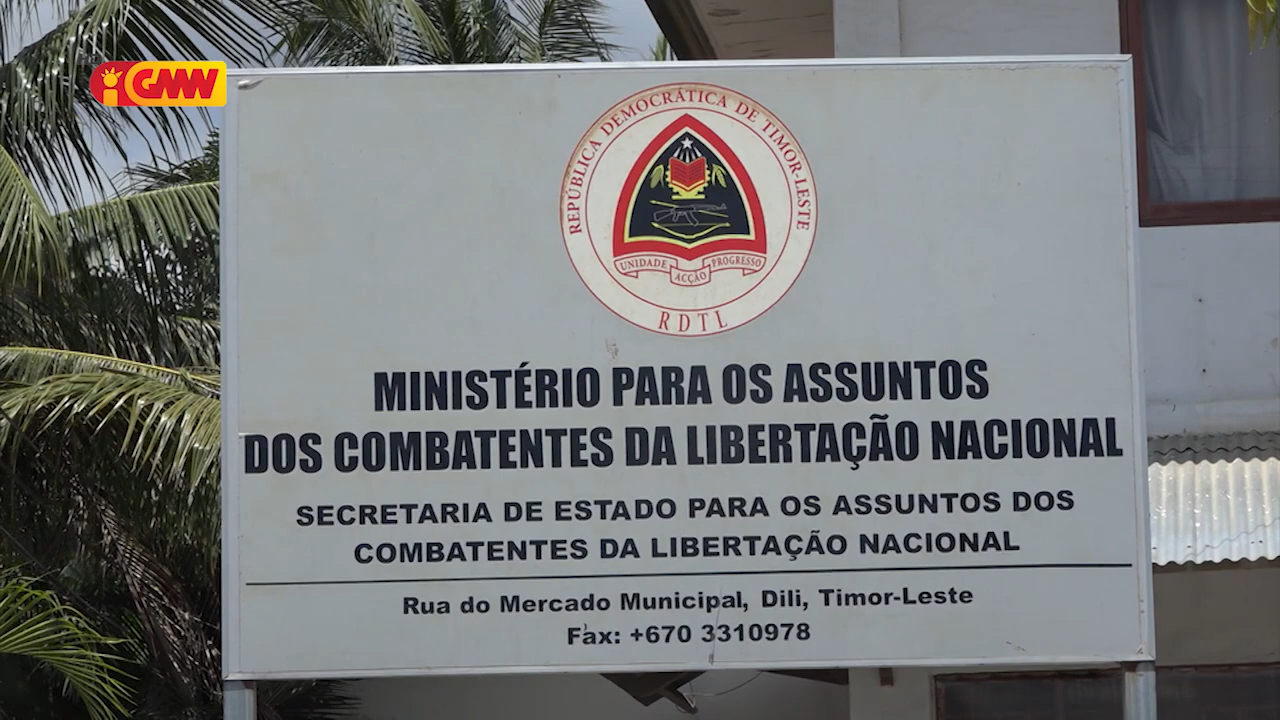 GMN
REPÚBLICA DEMOCRÁTICA DE TIMOR-LESTE
UNIDADE ACÇÃO PROGRESSO
RDTL
MINISTÉRIO PARA OS ASSUNTOS
DOS COMBATENTES DA LIBERTAÇÃO NACIONAL
SECRETARIA DE ESTADO PARA OS ASSUNTOS DOS
COMBATENTES DA LIBERTAÇÃO NACIONAL
Rua do Mercado Municipal, Dili, Timor-Leste
Fax: +670 3310978